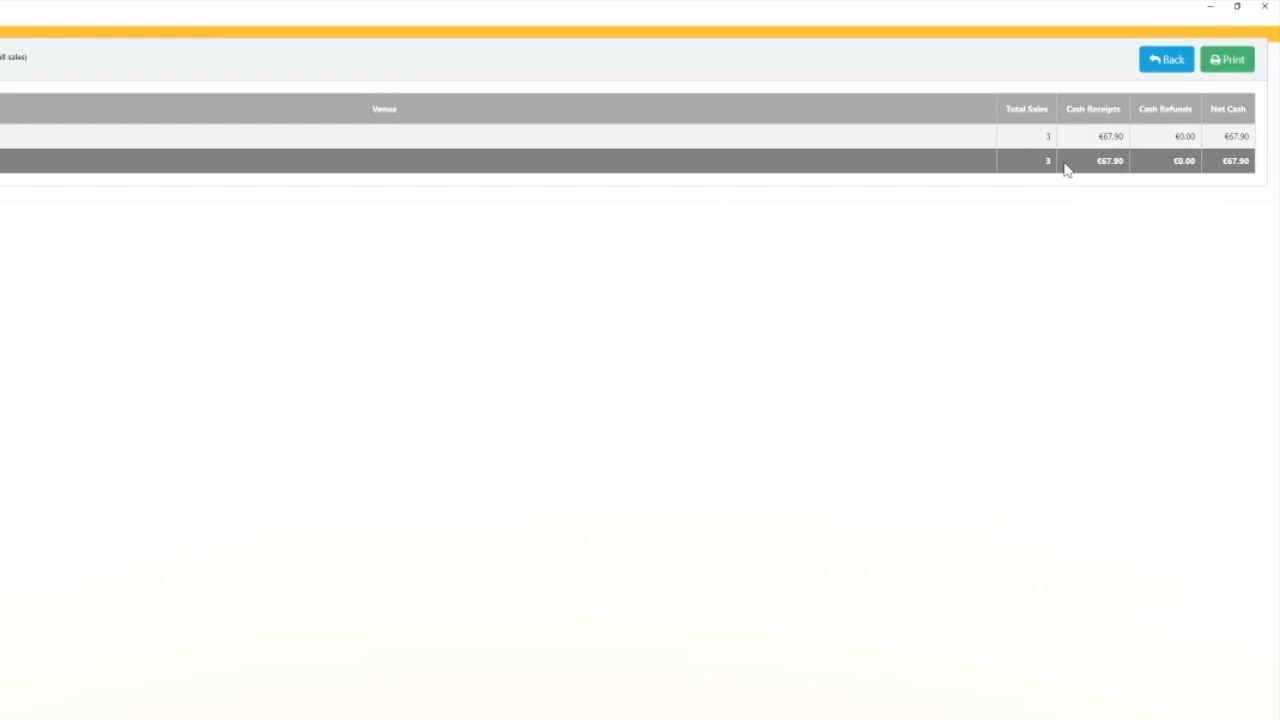 sales)
Back Print
Venue Total Sales Cash Receipts Cash Refunds Net Cash
3 €67.90 €0.00 €67.90
3 €67.90 €0.00 €67.90